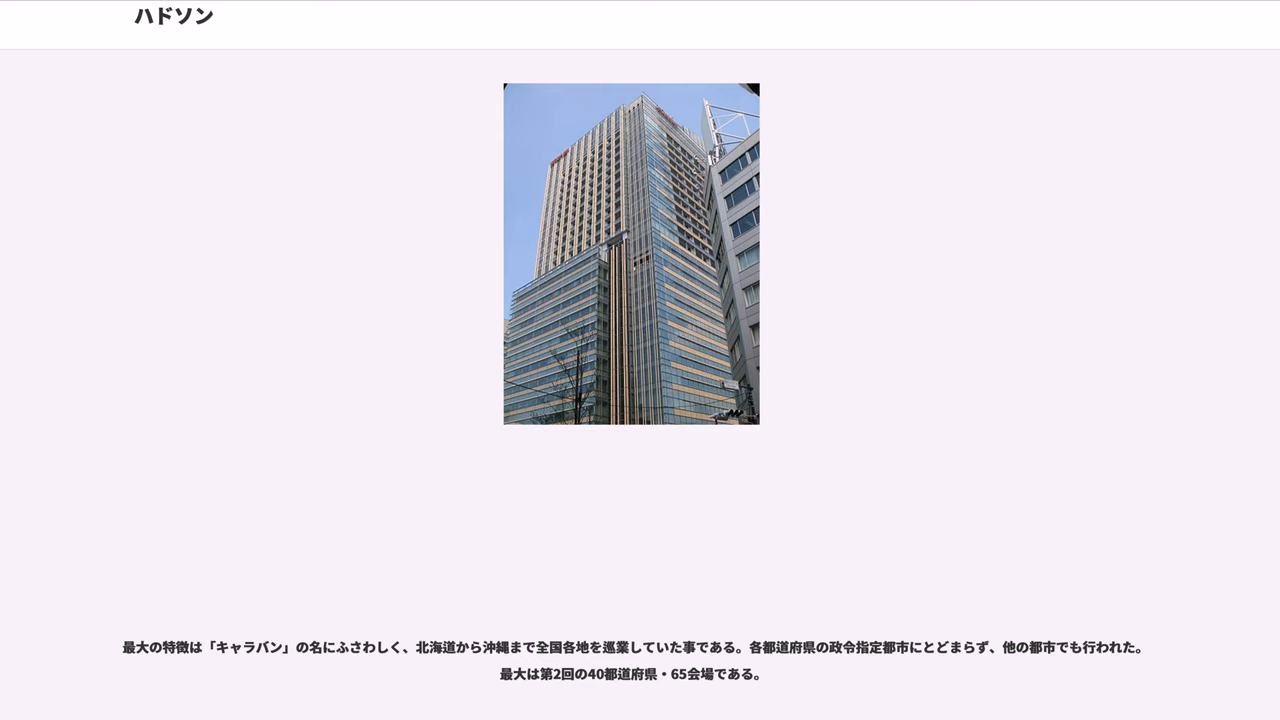 ハドソン
最大の特徴は「キャラバン」の名にふさわしく、北海道から沖縄まで全国各地を巡業していた事である。各都道府県の政令指定都市にとどまらず、他の都市でも行われた。
最大は第2回の40都道府県・65会場である。